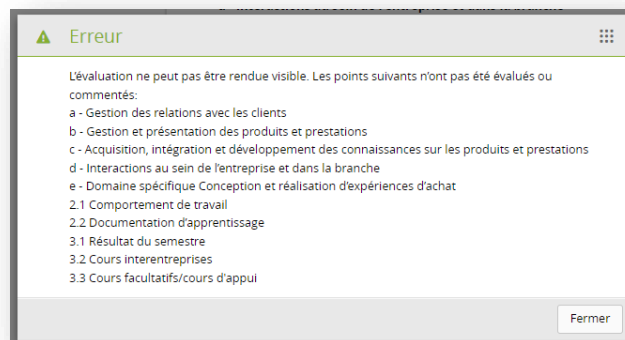 Erreur
L'évaluation ne peut pas être rendue visible. Les points suivants n'ont pas été évalués ou
commentés:
a - Gestion des relations avec les clients
b - Gestion et présentation des produits et prestations
c - Acquisition, intégration et développement des connaissances sur les produits et prestations
d - Interactions au sein de l'entreprise et dans la branche
e - Domaine spécifique Conception et réalisation d'expériences d'achat
2.1 Comportement de travail
2.2 Documentation d'apprentissage
3.1 Résultat du semestre
3.2 Cours interentreprises
3.3 Cours facultatifs/cours d'appui
Fermer